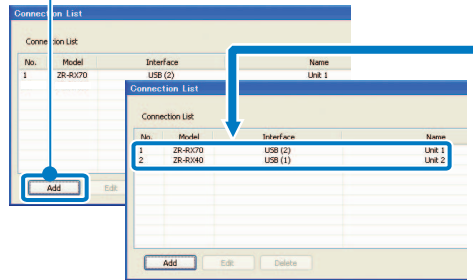 Connection List
Connection List
No. Model Interface Name
1 ZR-RX70 USB (2) Unit 1
Add Edit
Connection List
Connection List
No. Model Interface Name
1 ZR-RX70 USB (2) Unit 1
2 ZR-RX40 USB (1) Unit 2
Add Edit Delete